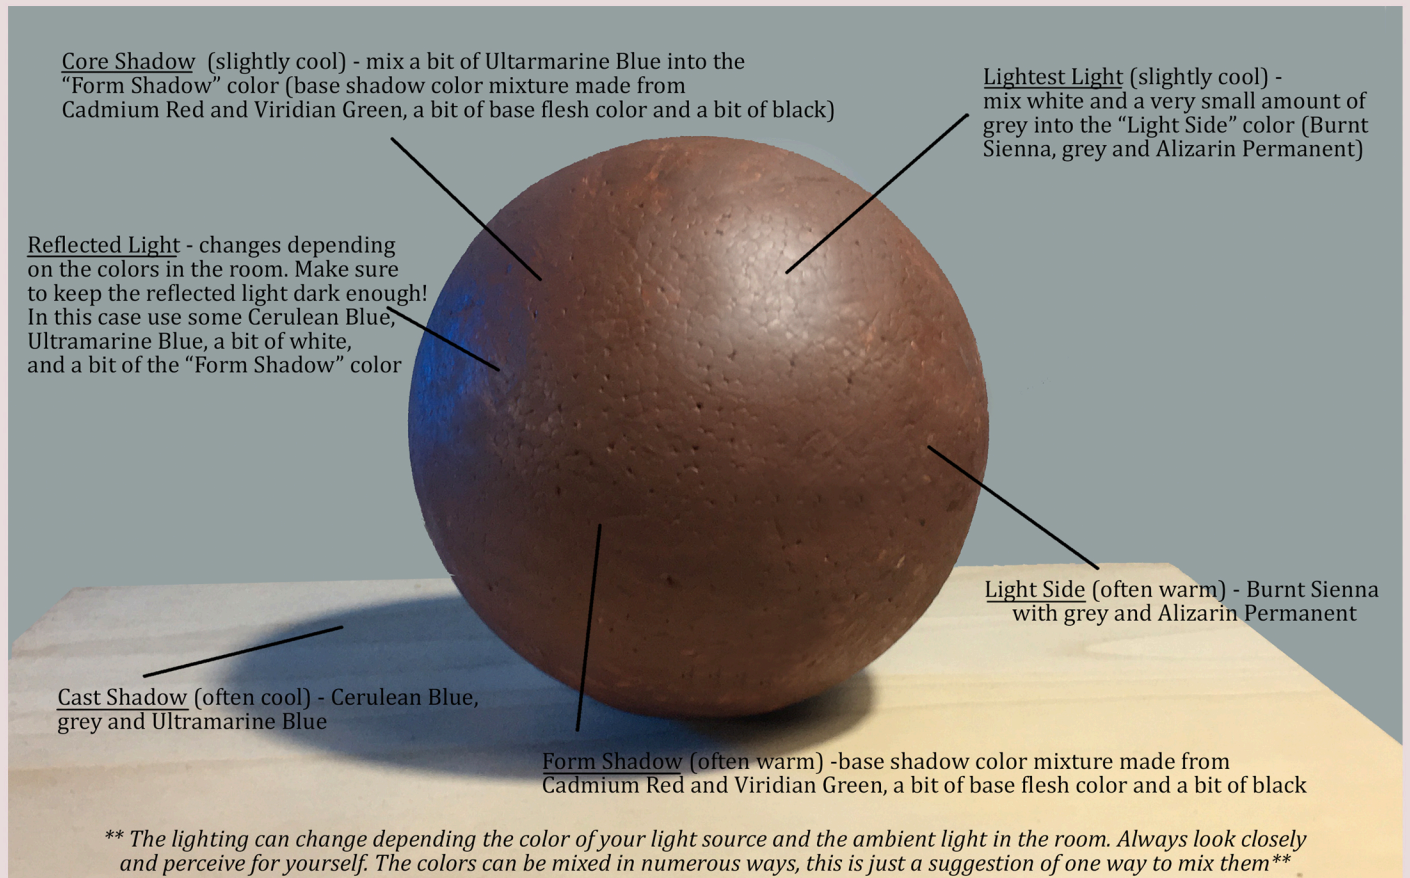 Core Shadow (slightly cool) - mix a bit of Ultarmarine Blue into the
“Form Shadow” color (base shadow color mixture made from
Cadmium Red and Viridian Green, a bit of base flesh color and a bit of black)
Lightest Light (slightly cool) -
mix white and a very small amount of
grey into the “Light Side” color (Burnt
Sienna, grey and Alizarin Permanent)
Reflected Light - changes depending
on the colors in the room. Make sure
to keep the reflected light dark enough!
In this case use some Cerulean Blue,
Ultramarine Blue, a bit of white,
and a bit of the “Form Shadow” color
Light Side (often warm) - Burnt Sienna
with grey and Alizarin Permanent
Cast Shadow (often cool) - Cerulean Blue,
grey and Ultramarine Blue
Form Shadow (often warm) -base shadow color mixture made from
Cadmium Red and Viridian Green, a bit of base flesh color and a bit of black
** The lighting can change depending the color of your light source and the ambient light in the room. Always look closely
and perceive for yourself. The colors can be mixed in numerous ways, this is just a suggestion of one way to mix them**